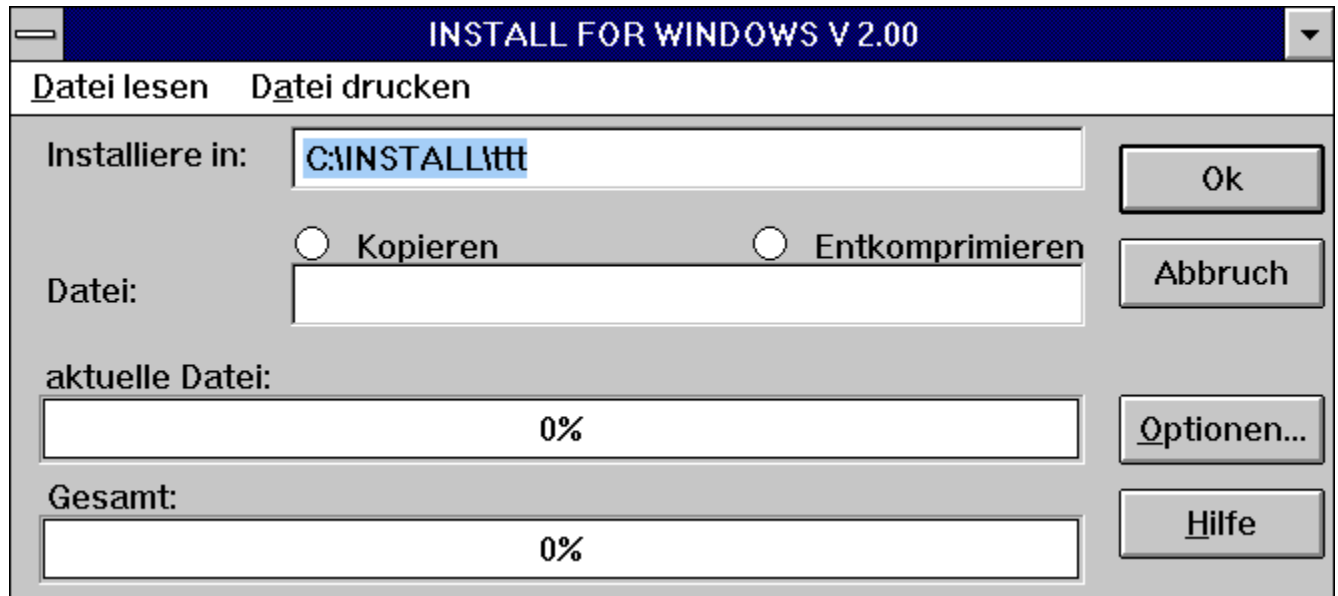 INSTALL FOR WINDOWS V 2.00
Datei lesen Datei drucken
Installiere in: C:\INSTALL\ttt
Ok
Kopieren Entkomprimieren
Abbruch
Datei:
aktuelle Datei:
0%
Optionen...
Gesamt:
0%
Hilfe